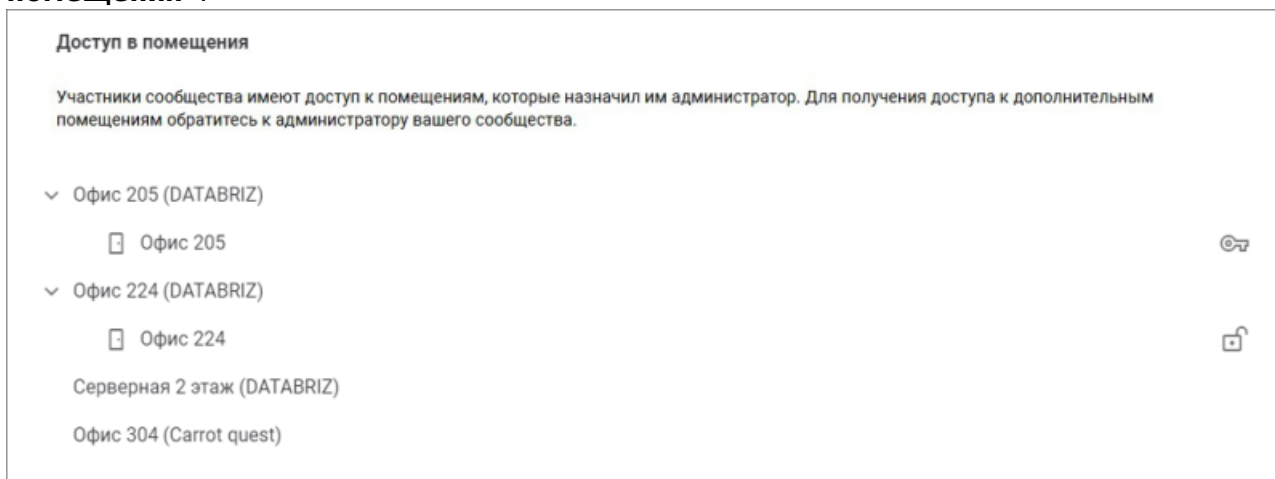 Доступ в помещения
Участники сообщества имеют доступ к помещениям, которые назначил им администратор. Для получения доступа к дополнительным
помещениям обратитесь к администратору вашего сообщества.
Офис 205 (DATABRIZ)
Офис 205
Офис 224 (DATABRIZ)
Офис 224
Серверная 2 этаж (DATABRIZ)
Офис 304 (Carrot quest)